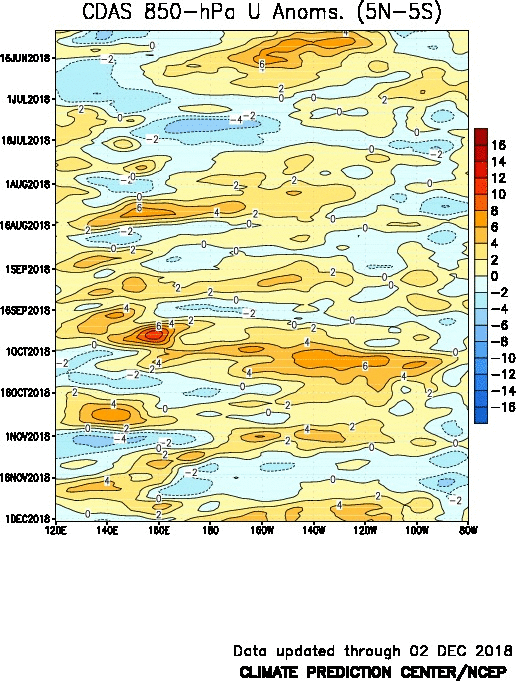 CDAS 850-hPa U Anoms. (5N-5S)
16JUN2018
1JUL2018
16JUL2018
1AUG2018
16AUG2018
1SEP2018
16SEP2018
1OCT2018
16OCT2018
1NOV2018
16NOV2018
1DEC2018
120E 140E 160E 180 160W 140W 120W 100W 80W
16
14
12
10
8
6
4
2
0
-2
-4
-6
-8
-10
-12
-14
-16
Data updated through 02 DEC 2018
CLIMATE PREDICTION CENTER/NCEP